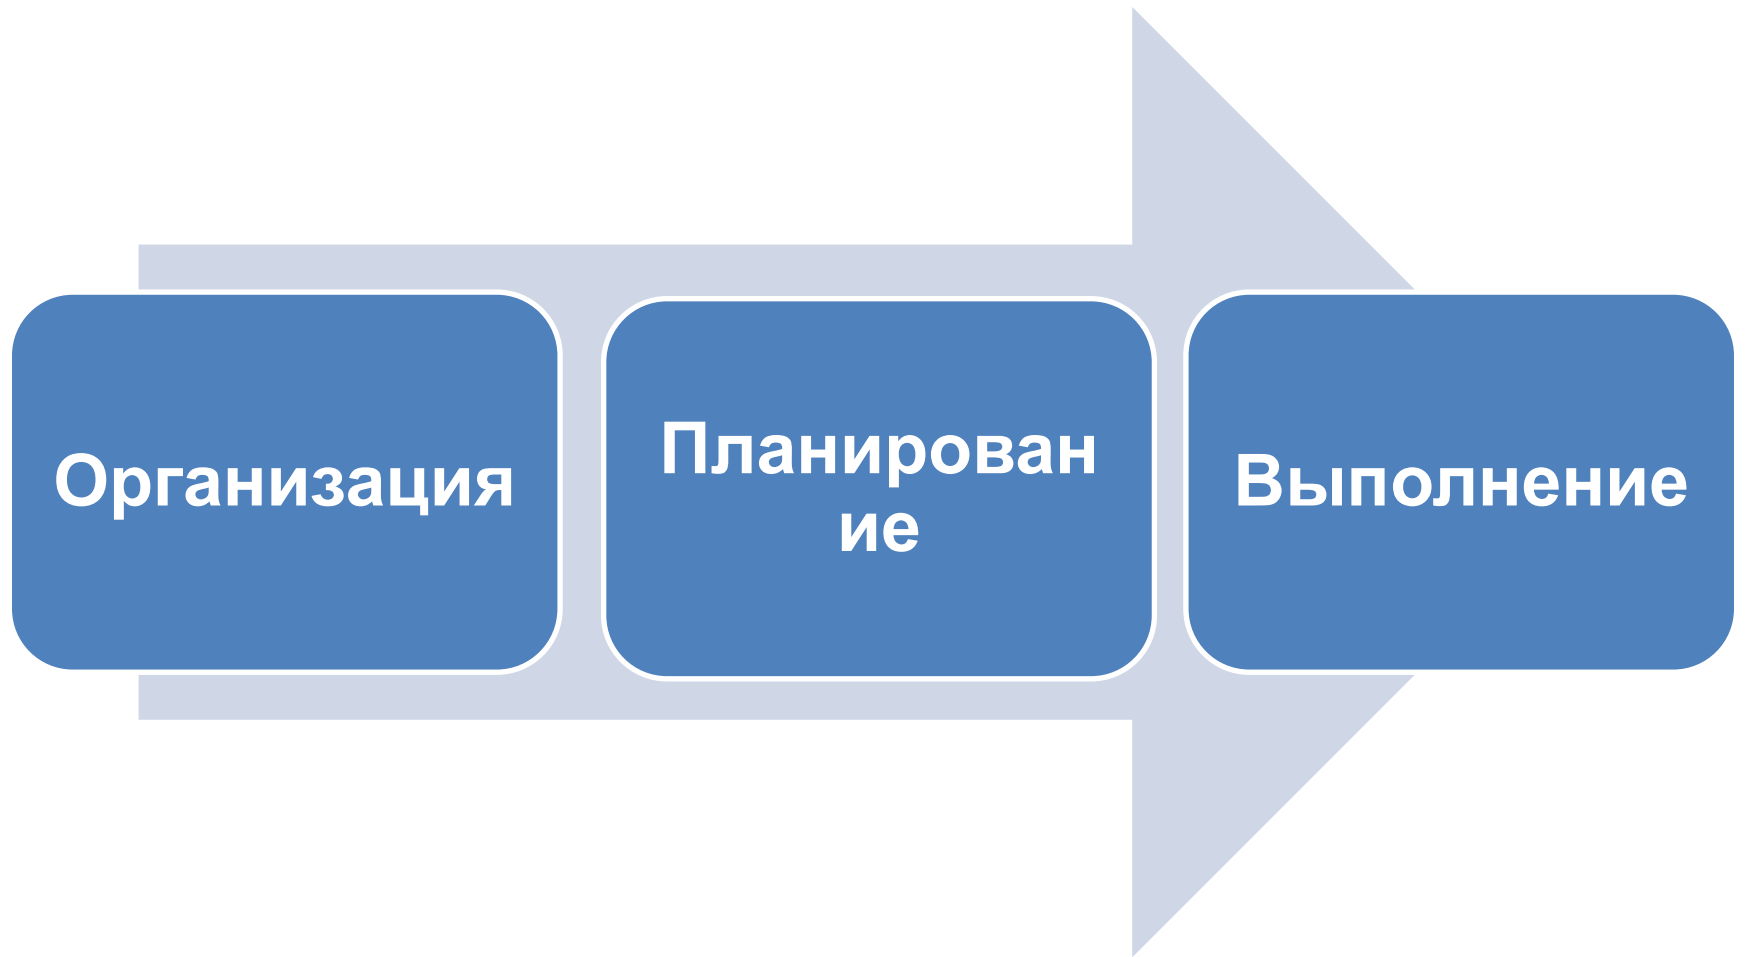 Организация
Планирован
ие
Выполнение